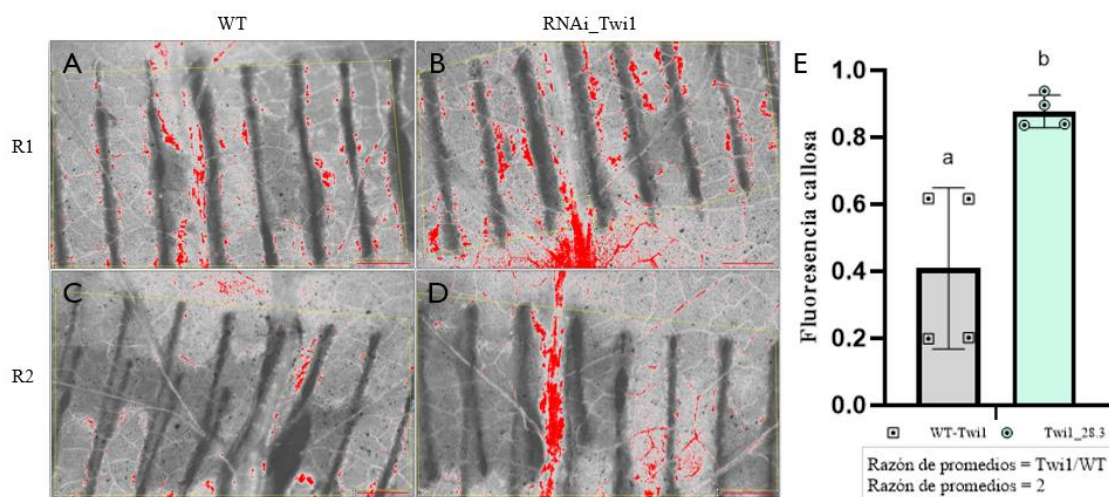 WT
RNAi_Twi1
A
B
R1
C
D
R2
E
b
a
Fluoresencia callosa
1.0
0.8
0.6
0.4
0.2
0.0
WT-Twi1
Twi1_28.3
Razón de promedios = Twi1/WT
Razón de promedios = 2